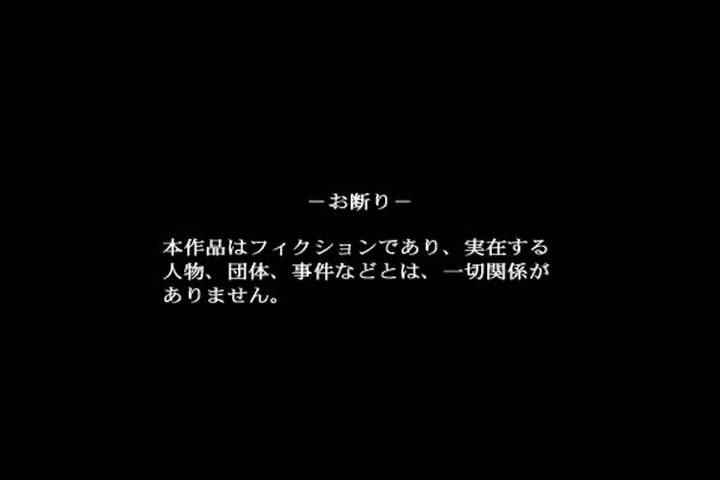 －お断り－
本作品はフィクションであり、実在する
人物、団体、事件などとは、一切関係が
ありません。